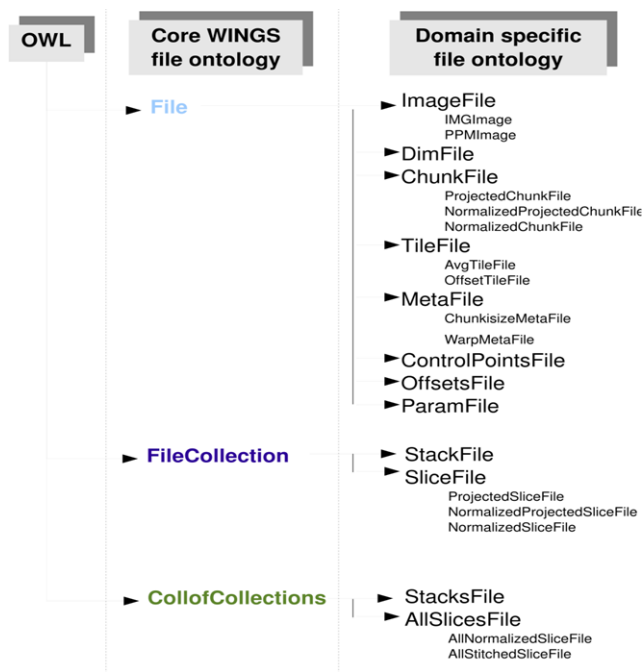 OWL
Core WINGS
file ontology
Domain specific
file ontology
File
ImageFile
IMGImage
PPMImage
DimFile
ChunkFile
ProjectedChunkFile
NormalizedProjectedChunkFile
NormalizedChunkFile
TileFile
AvgTileFile
OffsetTileFile
MetaFile
ChunkisizeMetaFile
WarpMetaFile
ControlPointsFile
OffsetsFile
ParamFile
FileCollection
StackFile
SliceFile
ProjectedSliceFile
NormalizedProjectedSliceFile
NormalizedSliceFile
CollofCollections
StacksFile
AllSlicesFile
AllNormalizedSliceFile
AllStitchedSliceFile